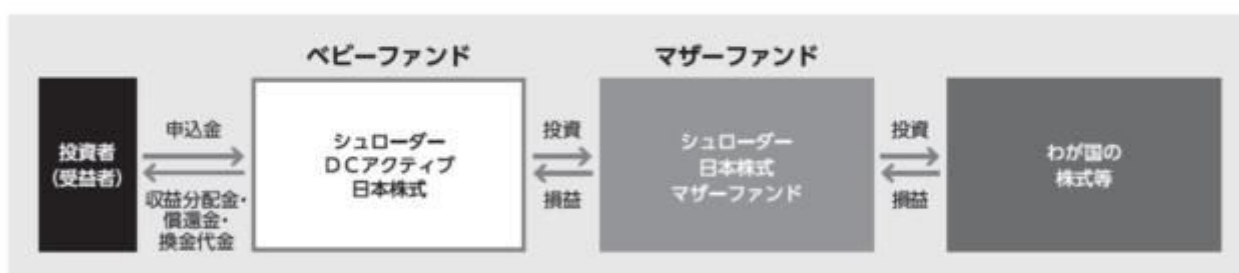 ベビーファンド
マザーファンド
投資者
(受益者)
申込金
収益分配金・
償還金・
換金代金
シュローダー
DCアクティブ
日本株式
投資
損益
シュローダー
日本株式
マザーファンド
投資
損益
わが国の
株式等